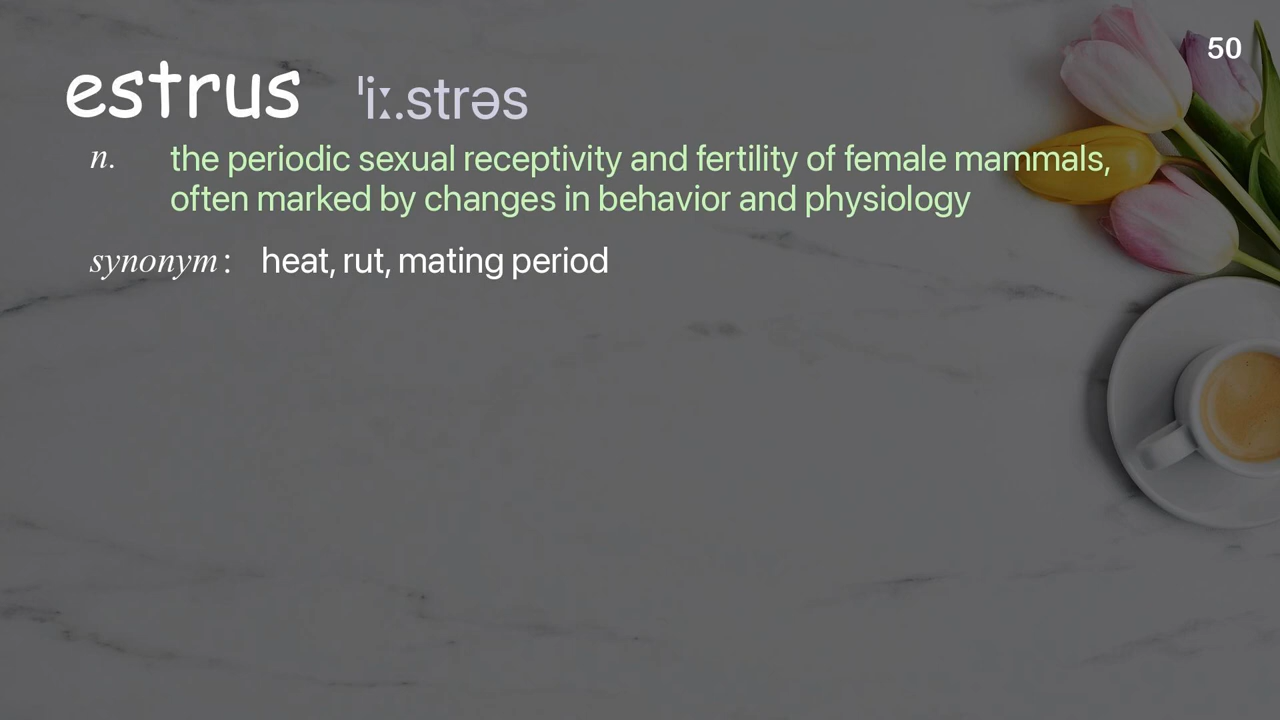 50
estrus ˈiː.strəs
n. the periodic sexual receptivity and fertility of female mammals,
often marked by changes in behavior and physiology
synonym : heat, rut, mating period